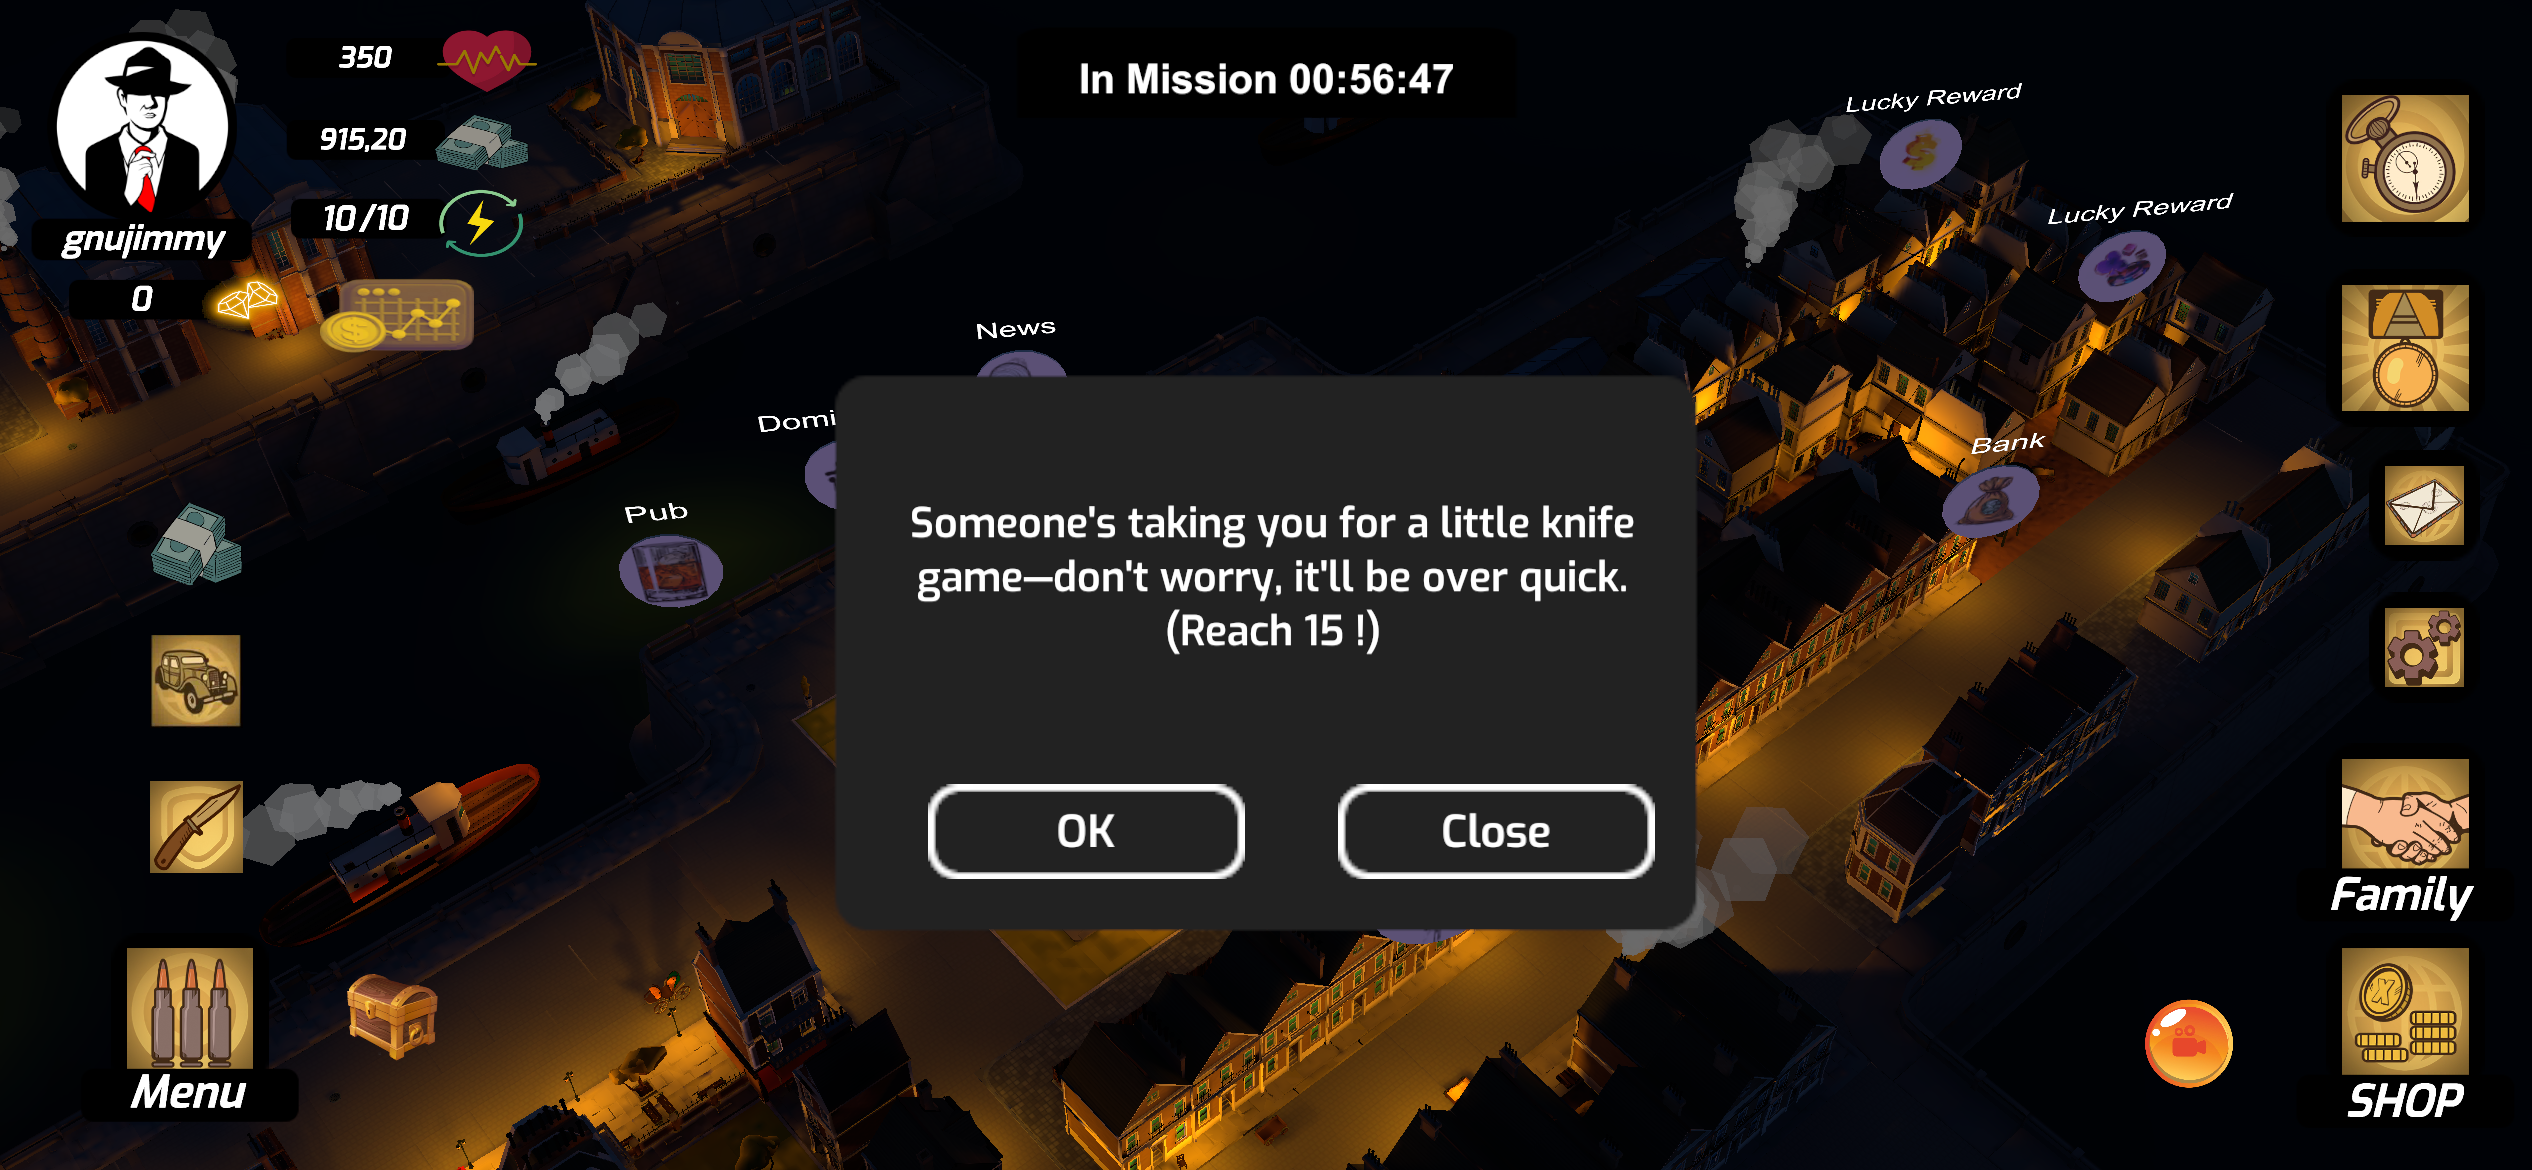 350
In Mission 00:56:47
Lucky Reward
915,20
10/10
gnujimmy
Lucky Reward
0
News
Domi
Bank
Pub
Someone's taking you for a little knife
game—don't worry, it'll be over quick.
(Reach 15 !)
OK
Close
Family
Menu
SHOP